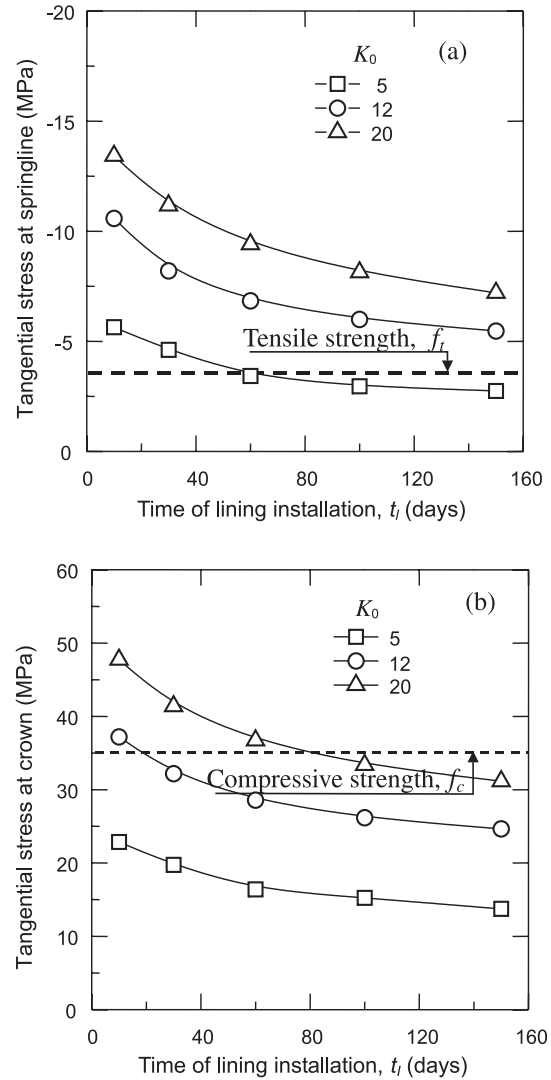 -20
(a)
K0
5
12
20
-15
-10
-5
0
Tensile strength, ft
Tangential stress at springline (MPa)
0 40 80 120 160
Time of lining installation, tl (days)
60
(b)
K0
5
12
20
50
40
30
20
10
0
Compressive strength, fc
Tangential stress at crown (MPa)
0 40 80 120 160
Time of lining installation, tl (days)